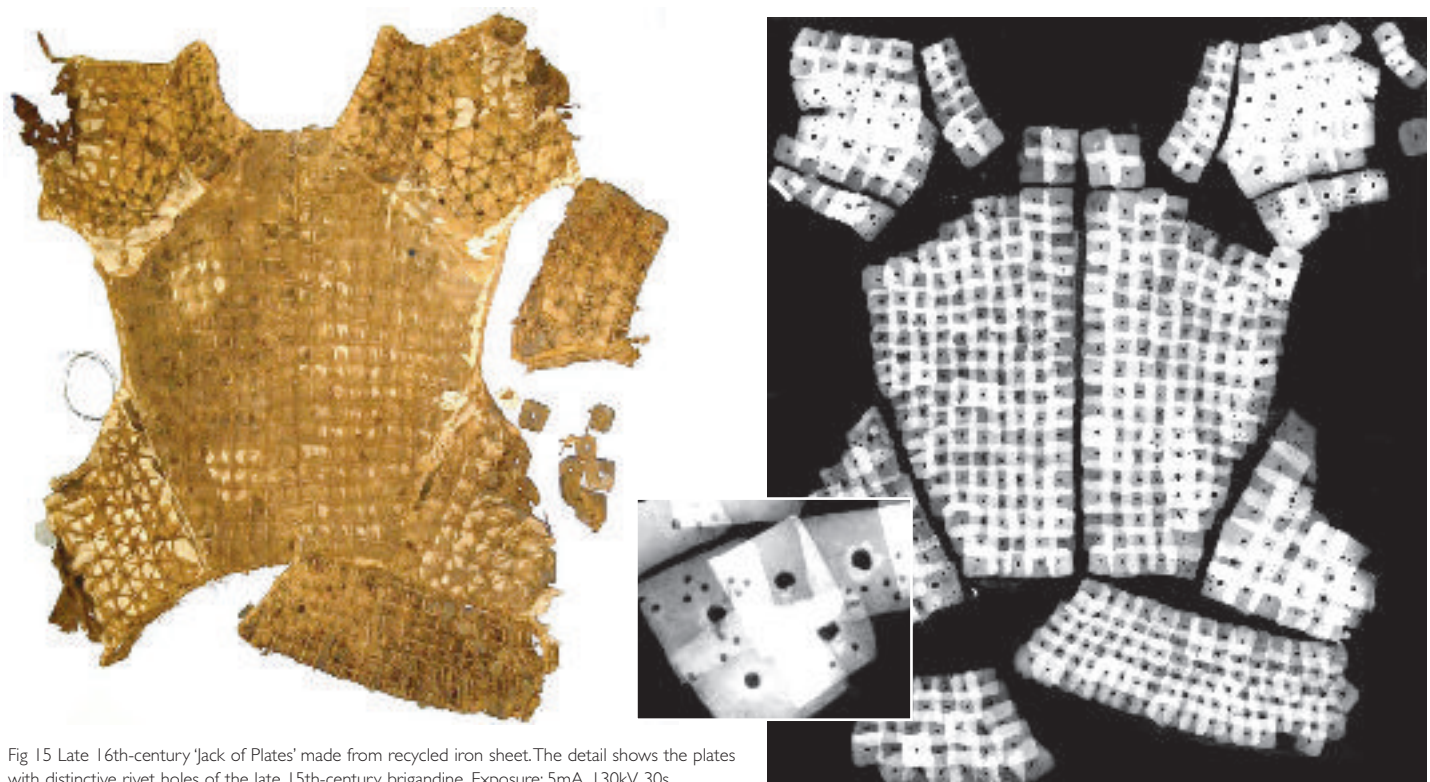 Fig 15 Late 16th-century ‘Jack of Plates’ made from recycled iron sheet. The detail shows the plates
with distinctive rivet holes of the late 15th-century brigandine. Exposure: 5mA, 130kV, 30s